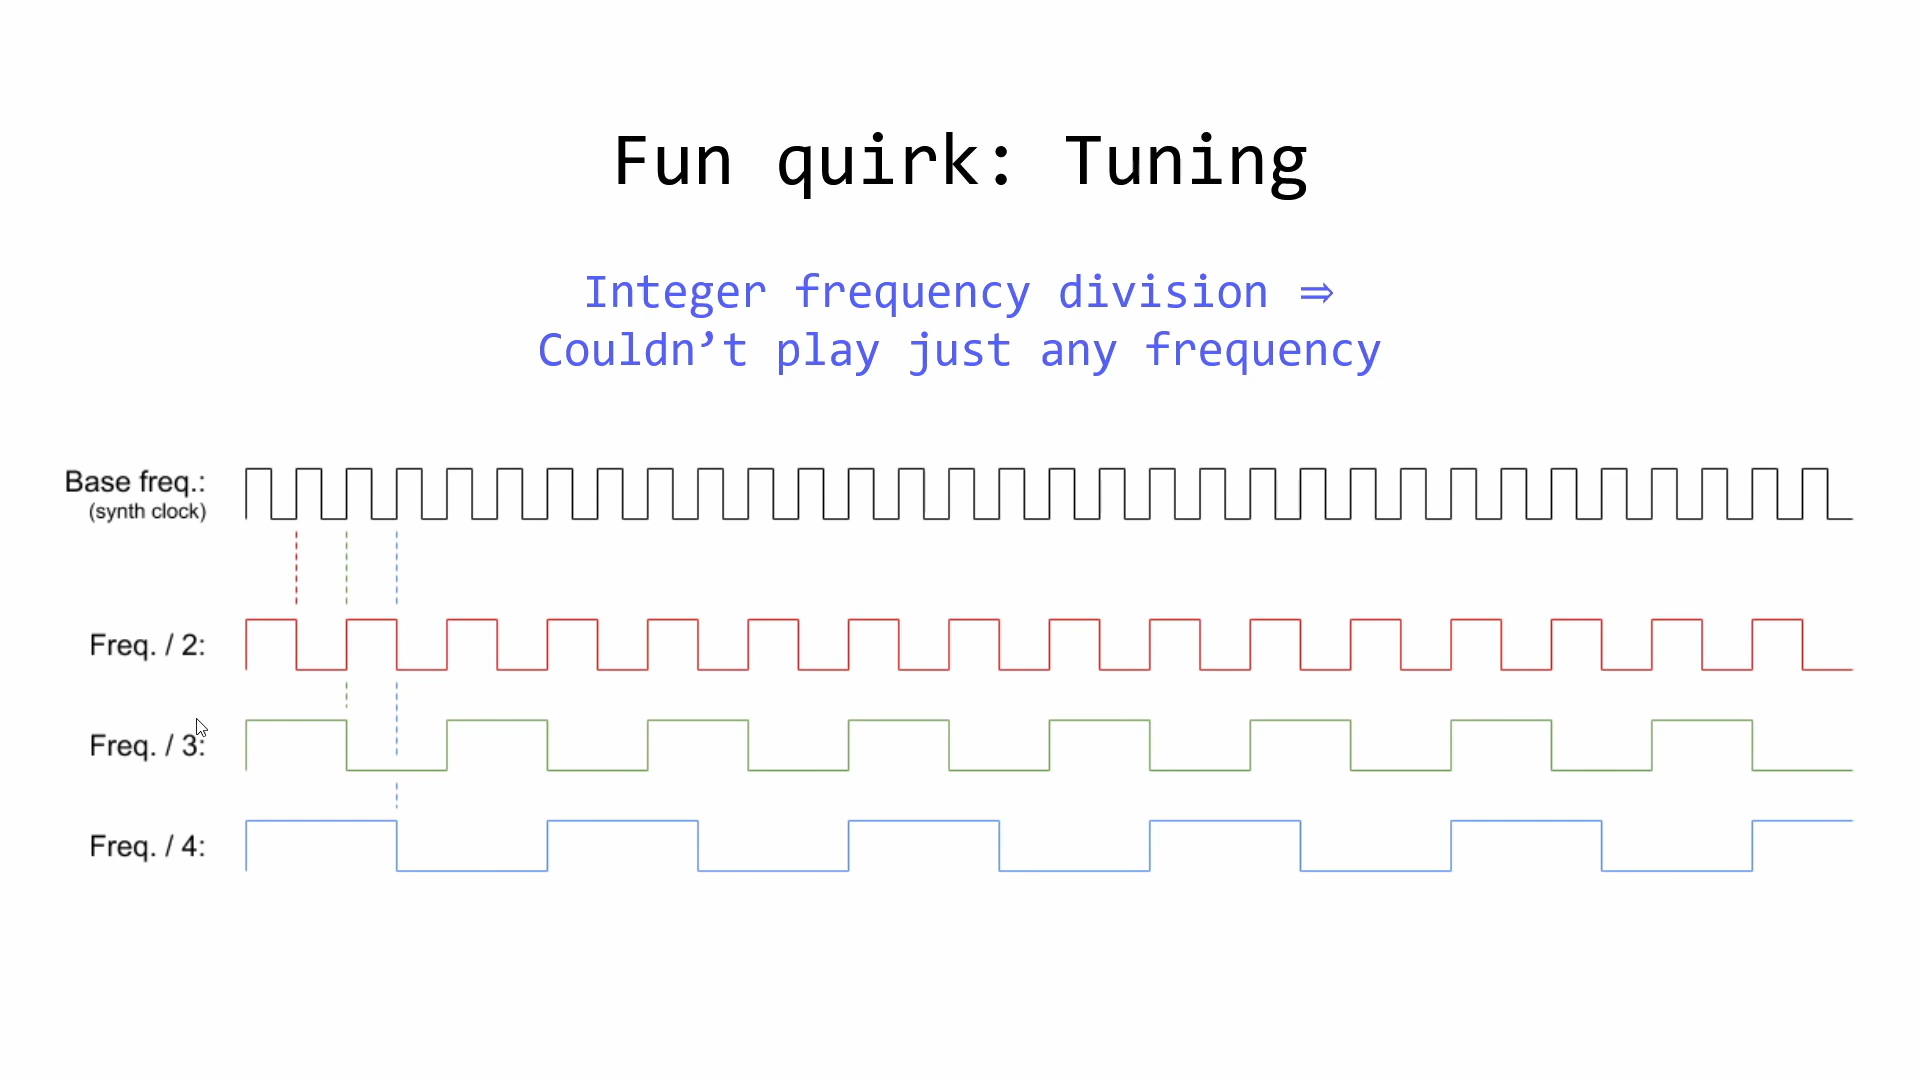 Fun quirk: Tuning
Integer frequency division ⇒
Couldn’t play just any frequency
Base freq.:
(synth clock)
Freq. / 2:
Freq. / 3:
Freq. / 4: